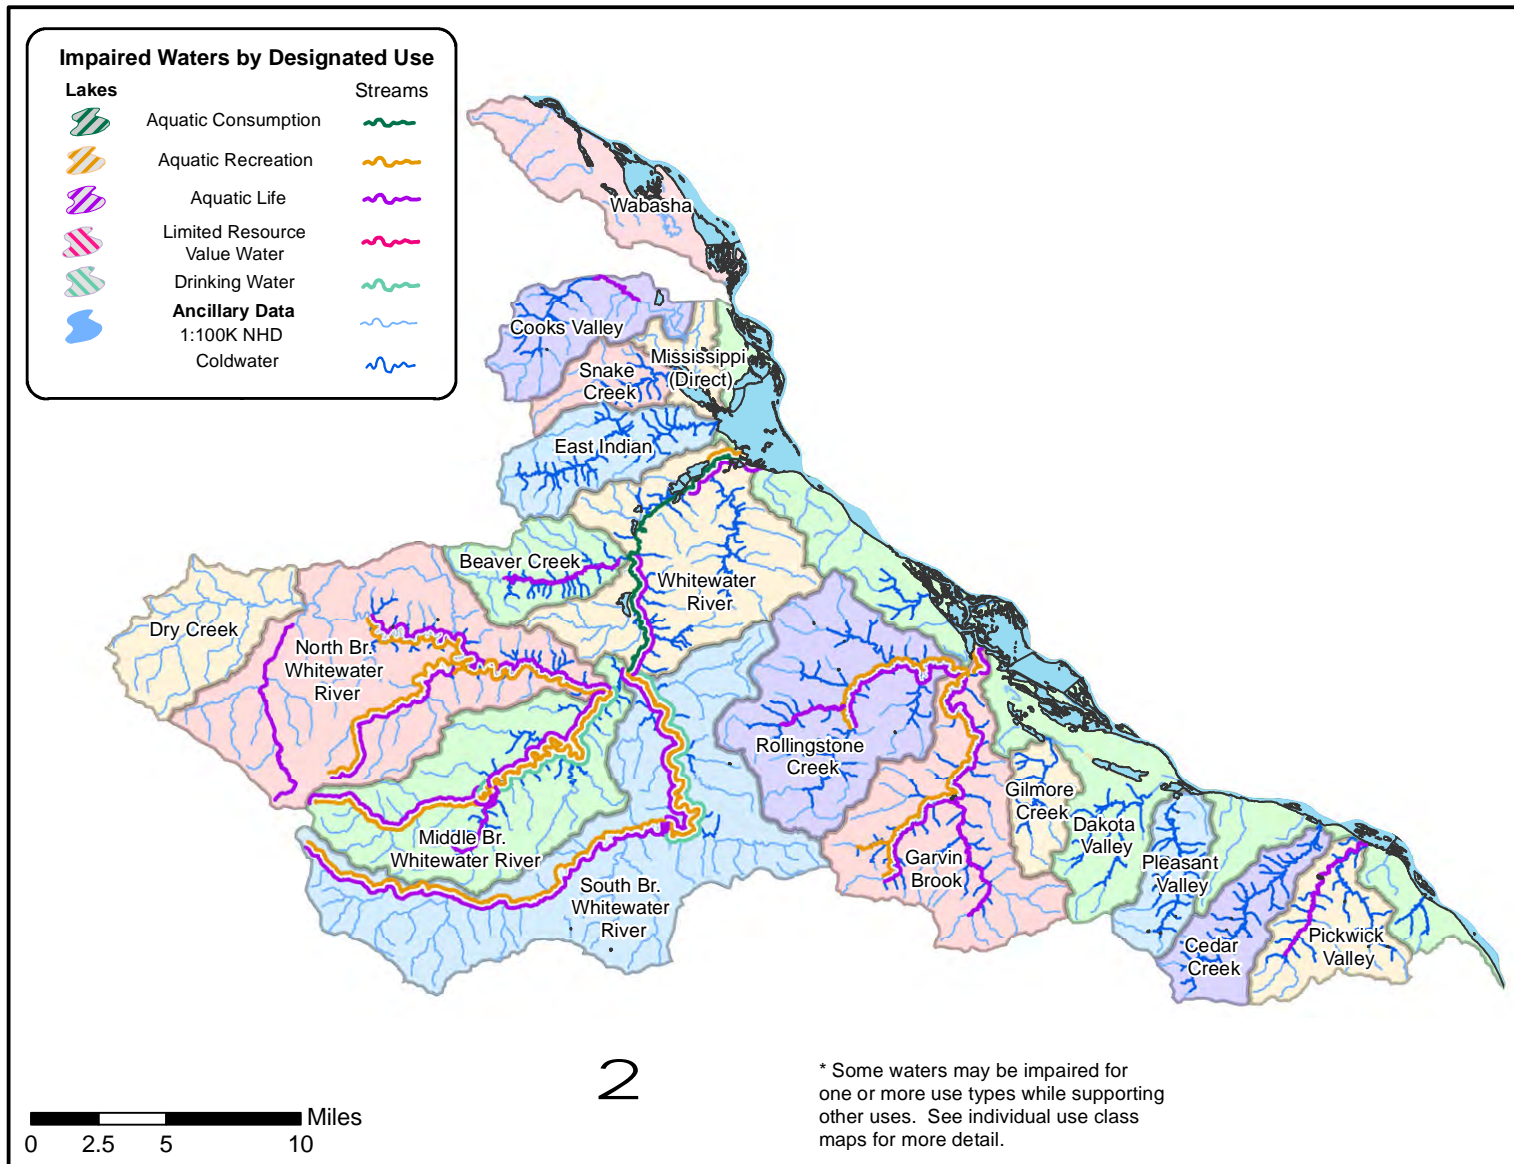 Impaired Waters by Designated Use
Lakes
Streams
Aquatic Consumption
Aquatic Recreation
Aquatic Life
Limited Resource
Value Water
Drinking Water
Ancillary Data
1:100K NHD
Coldwater
Wabasha
Cooks Valley
Mississippi
(Direct)
Snake
Creek
East Indian
Beaver Creek
Whitewater
River
Dry Creek
North Br.
Whitewater
River
Rollingstone
Creek
Gilmore
Creek
Dakota
Valley
Middle Br.
Whitewater River
Garvin
Brook
Pleasant
Valley
South Br.
Whitewater
River
Cedar
Creek
Pickwick
Valley
2
* Some waters may be impaired for
one or more use types while supporting
other uses. See individual use class
maps for more detail.
Miles
0 2.5 5 10